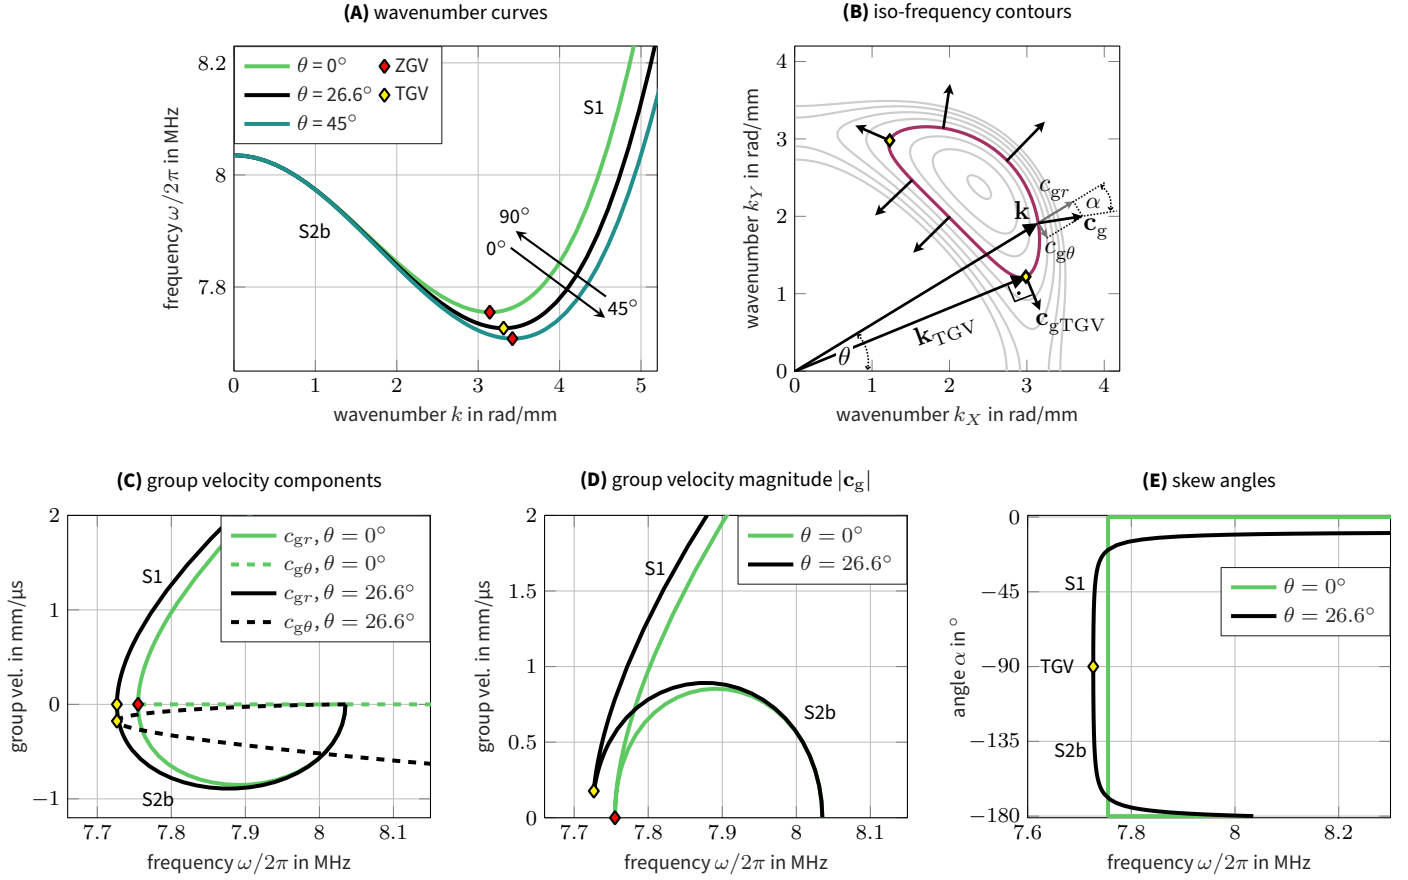 (A) wavenumber curves
8.2
8
7.8
0
1
2
3
4
5
frequency ω/2π in MHz
wavenumber k in rad/mm
θ = 0°
θ = 26.6°
θ = 45°
ZGV
TGV
S1
S2b
90°
0°
45°
(B) iso-frequency contours
4
3
2
1
0
0
1
2
3
4
wavenumber k_Y in rad/mm
wavenumber k_X in rad/mm
c_gr
α
k
c_g
c_gθ
c_gTGV
k_TGV
θ
(C) group velocity components
2
1
0
−1
7.7
7.8
7.9
8
8.1
group vel. in mm/µs
frequency ω/2π in MHz
c_gr, θ = 0°
c_gθ, θ = 0°
c_gr, θ = 26.6°
c_gθ, θ = 26.6°
S1
S2b
(D) group velocity magnitude |c_g|
2
1.5
1
0.5
0
7.7
7.8
7.9
8
8.1
group vel. in mm/µs
frequency ω/2π in MHz
θ = 0°
θ = 26.6°
S1
S2b
(E) skew angles
0
−45
−90
−135
−180
7.6
7.8
8
8.2
angle α in °
frequency ω/2π in MHz
θ = 0°
θ = 26.6°
S1
TGV
S2b